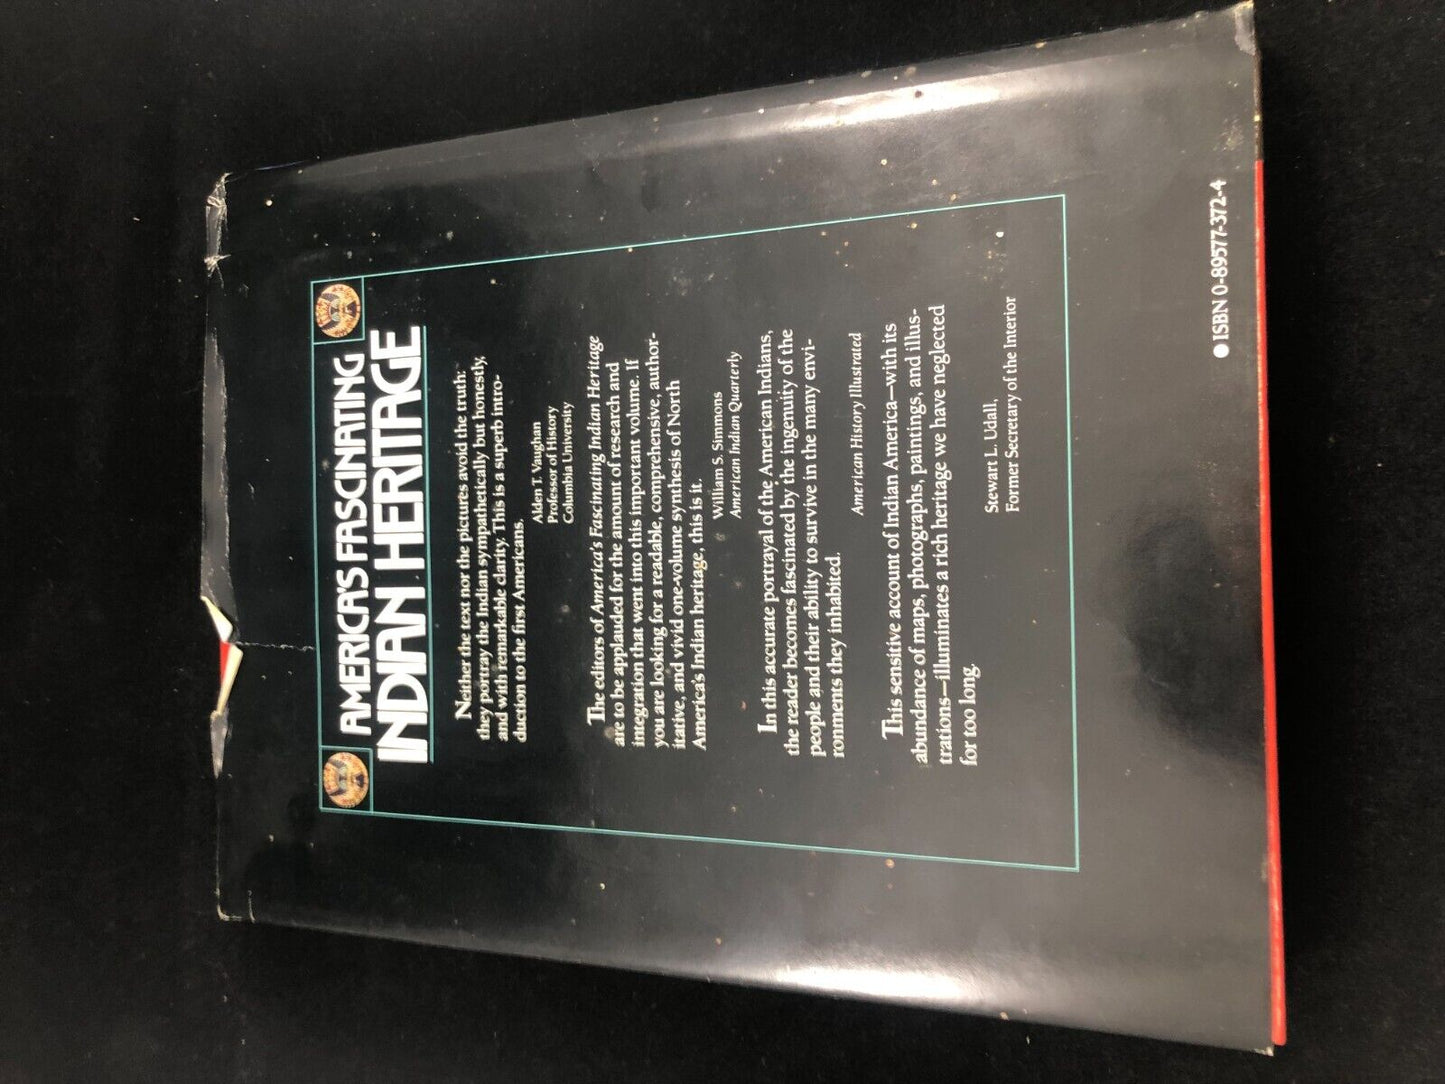 AMERICA'S FASCINATING
INDIAN HERITAGE
Neither the text nor the pictures avoid the truth:
they portray the Indian sympathetically but honestly,
and with remarkable clarity. This is a superb intro-
duction to the first Americans.
Alden T. Vaughan
Professor of History
Columbia University
The editors of America's Fascinating Indian Heritage
are to be applauded for the amount of research and
integration that went into this important volume. If
you are looking for a readable, comprehensive, author-
itative, and vivid one-volume synthesis of North
America's Indian heritage, this is it.
William S. Simmons
American Indian Quarterly
In this accurate portrayal of the American Indians,
the reader becomes fascinated by the ingenuity of the
people and their ability to survive in the many envi-
ronments they inhabited.
American History Illustrated
This sensitive account of Indian America—with its
abundance of maps, photographs, paintings, and illus-
trations—illuminates a rich heritage we have neglected
for too long.
Stewart L. Udall,
Former Secretary of the Interior
● ISBN 0-89577-372-4